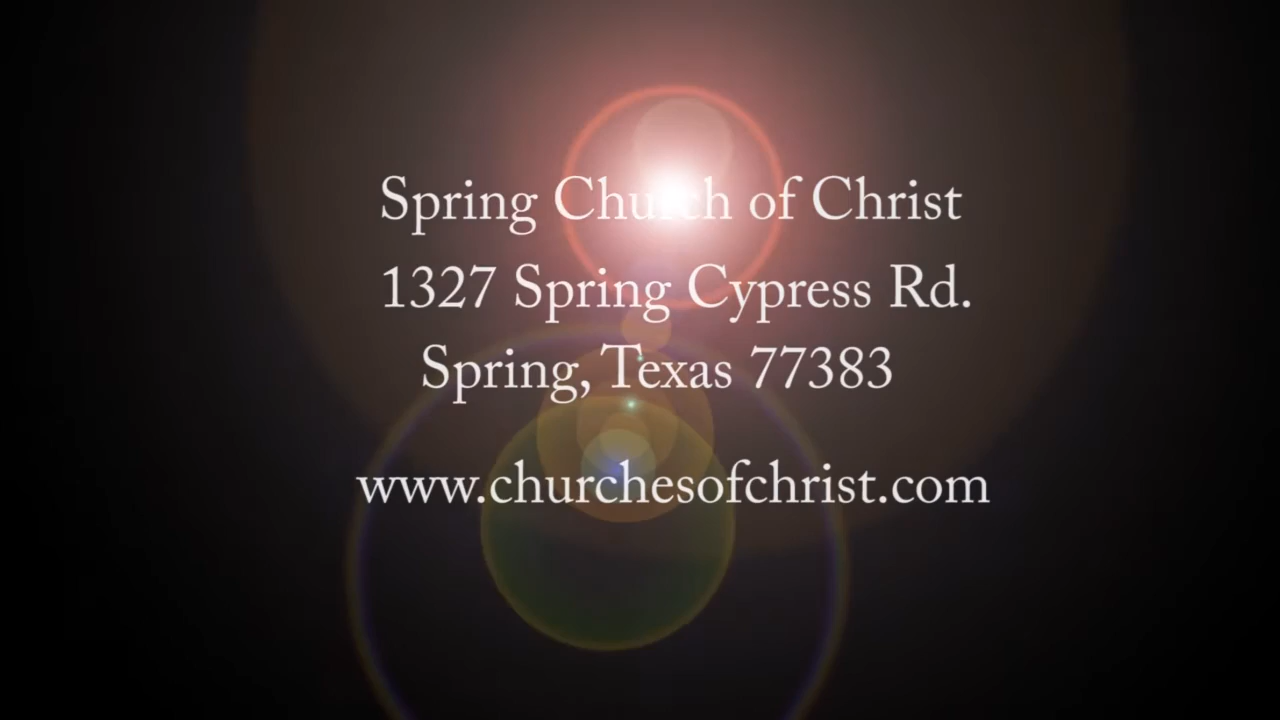 Spring Church of Christ
1327 Spring Cypress Rd.
Spring, Texas 77383
www.churchesofchrist.com